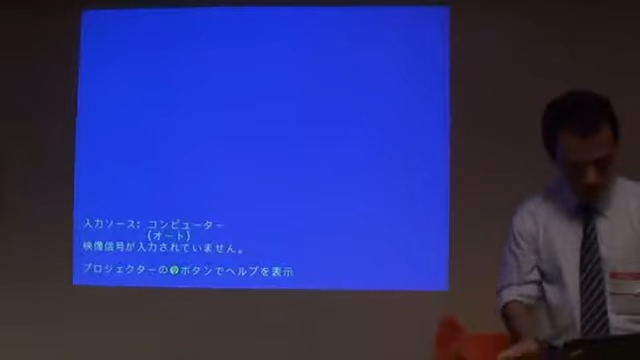 入力ソース: コンピューター
(オート)
映像信号が入力されていません。
プロジェクターの?ボタンでヘルプを表示